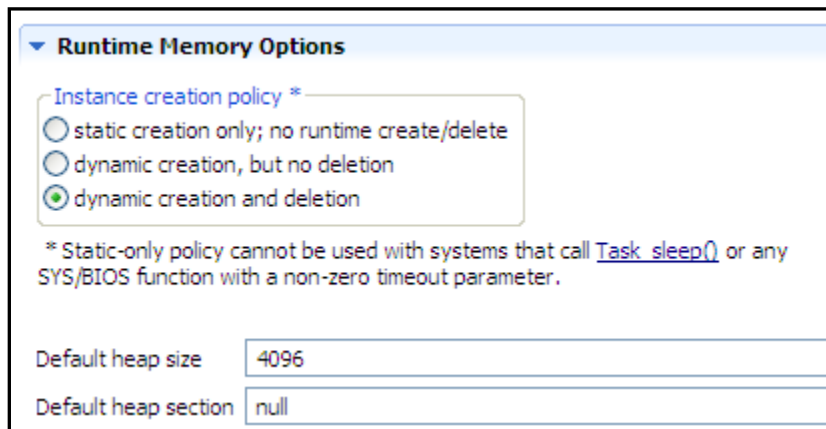 Runtime Memory Options
Instance creation policy *
static creation only; no runtime create/delete
dynamic creation, but no deletion
dynamic creation and deletion
* Static-only policy cannot be used with systems that call Task_sleep() or any
SYS/BIOS function with a non-zero timeout parameter.
Default heap size 4096
Default heap section null